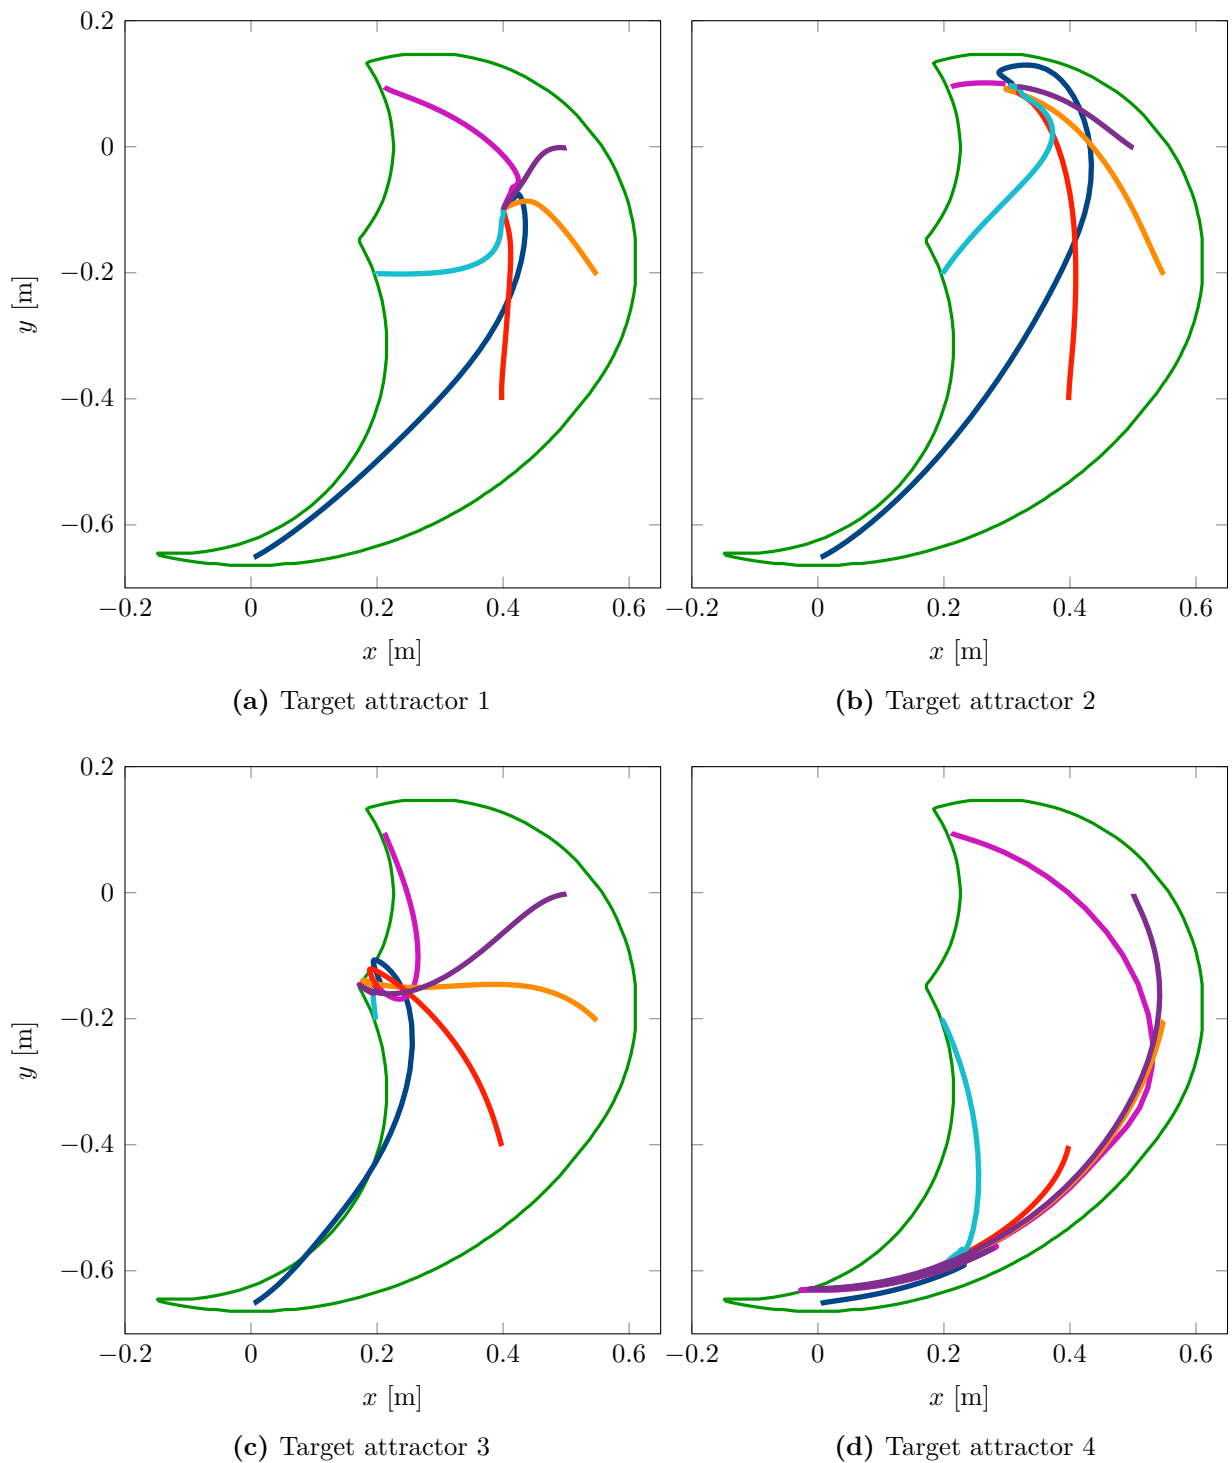 0.2
0
−0.2
−0.4
−0.6
y [m]
−0.2 0 0.2 0.4 0.6
x [m]
−0.2 0 0.2 0.4 0.6
x [m]
(a) Target attractor 1
(b) Target attractor 2
0.2
0
−0.2
−0.4
−0.6
y [m]
−0.2 0 0.2 0.4 0.6
x [m]
−0.2 0 0.2 0.4 0.6
x [m]
(c) Target attractor 3
(d) Target attractor 4